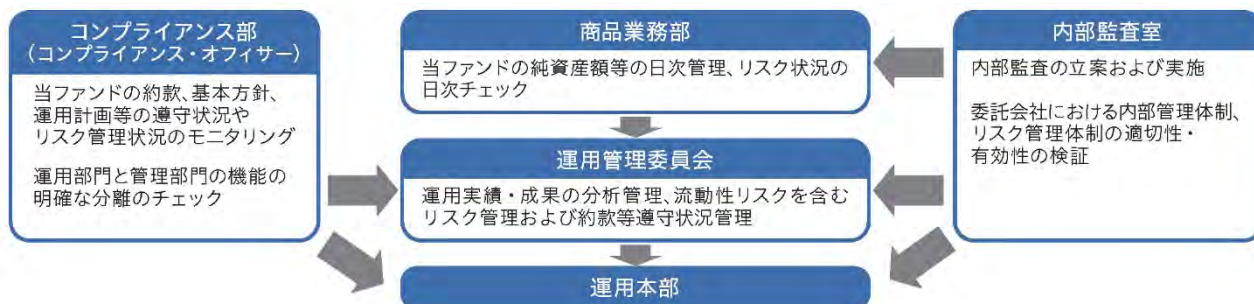 コンプライアンス部
（コンプライアンス・オフィサー）
当ファンドの約款、基本方針、
運用計画等の遵守状況や
リスク管理状況のモニタリング
運用部門と管理部門の機能の
明確な分離のチェック
商品業務部
当ファンドの純資産額等の日次管理、リスク状況の
日次チェック
運用管理委員会
運用実績・成果の分析管理、流動性リスクを含む
リスク管理および約款等遵守状況管理
運用本部
内部監査室
内部監査の立案および実施
委託会社における内部管理体制、
リスク管理体制の適切性・
有効性の検証